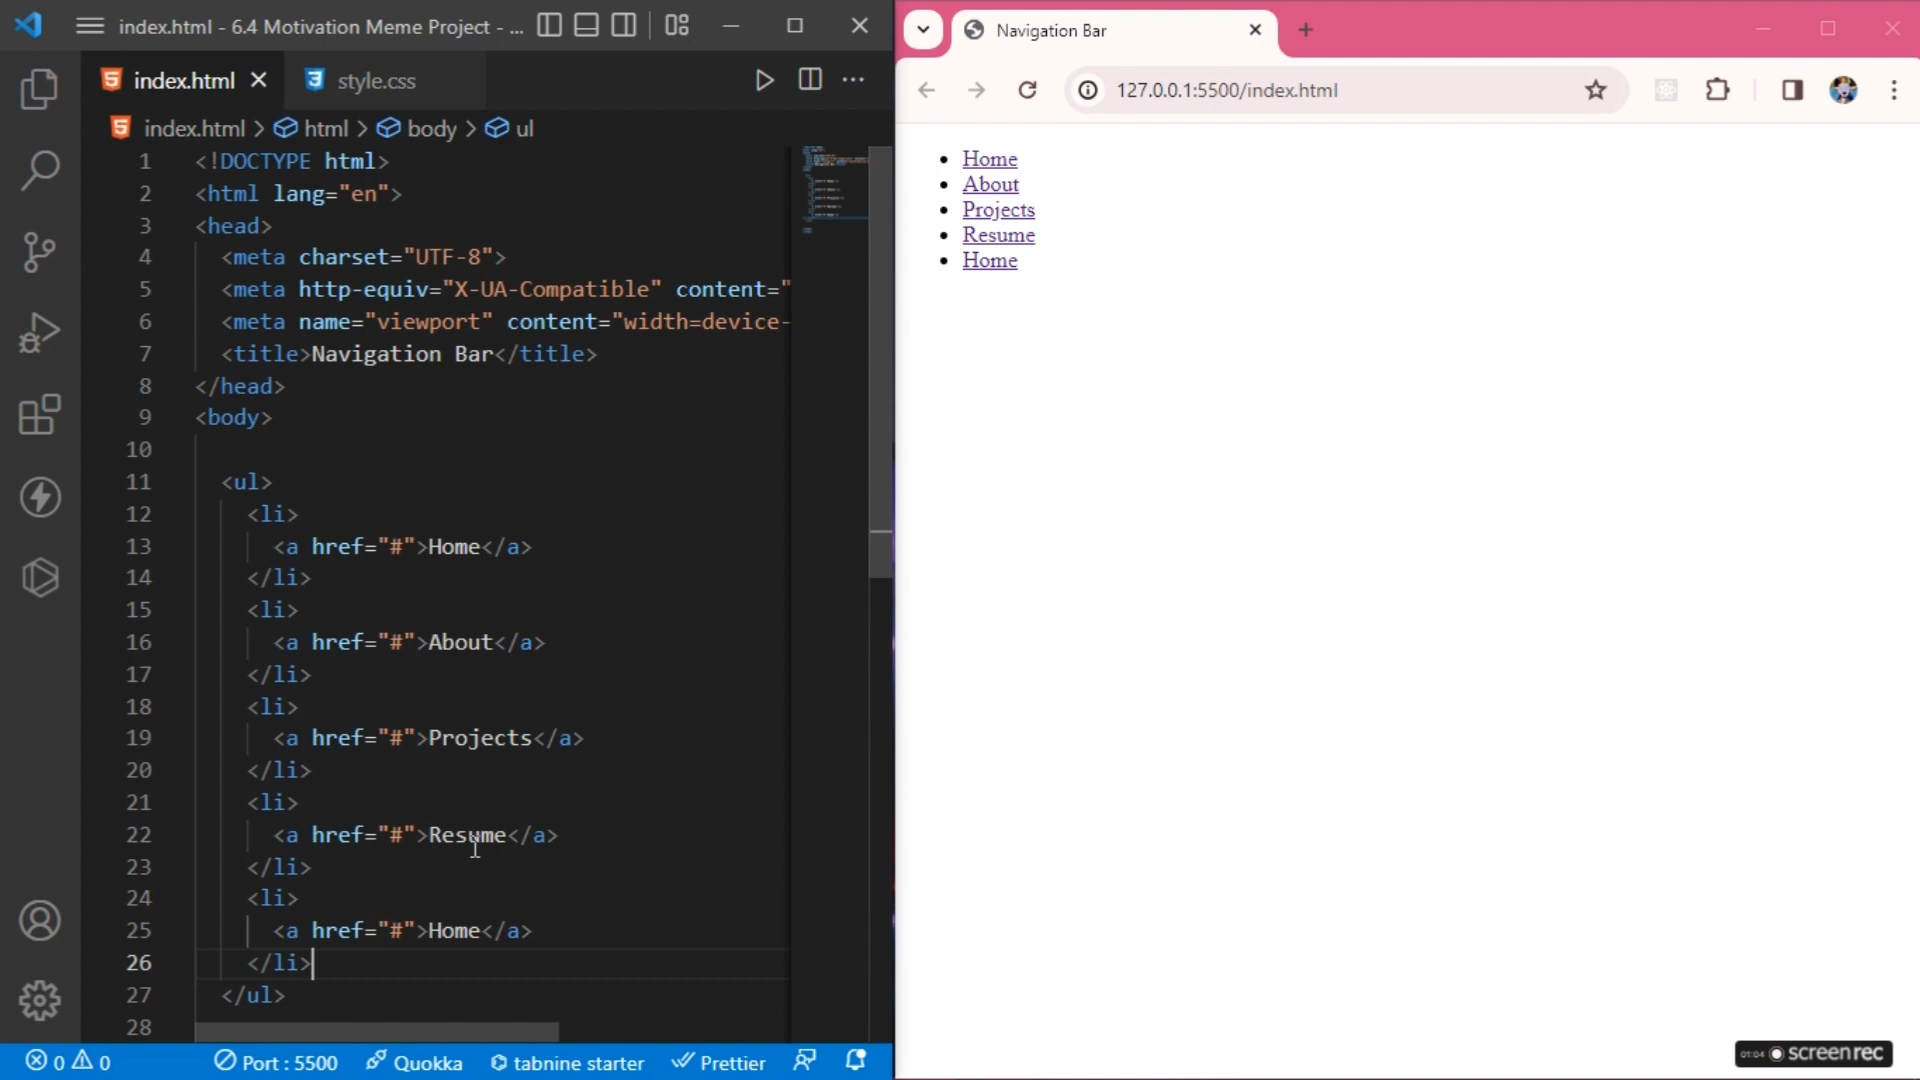 index.html - 6.4 Motivation Meme Project - ...
index.html
style.css
index.html > html > body > ul
1 <!DOCTYPE html>
2 <html lang="en">
3 <head>
4 <meta charset="UTF-8">
5 <meta http-equiv="X-UA-Compatible" content="
6 <meta name="viewport" content="width=device-
7 <title>Navigation Bar</title>
8 </head>
9 <body>
10
11 <ul>
12 <li>
13 <a href="#">Home</a>
14 </li>
15 <li>
16 <a href="#">About</a>
17 </li>
18 <li>
19 <a href="#">Projects</a>
20 </li>
21 <li>
22 <a href="#">Resume</a>
23 </li>
24 <li>
25 <a href="#">Home</a>
26 </li>
27 </ul>
28
0 0 Port : 5500 Quokka tabnine starter Prettier
Navigation Bar
127.0.0.1:5500/index.html
Home
About
Projects
Resume
Home
01:04 screenrec